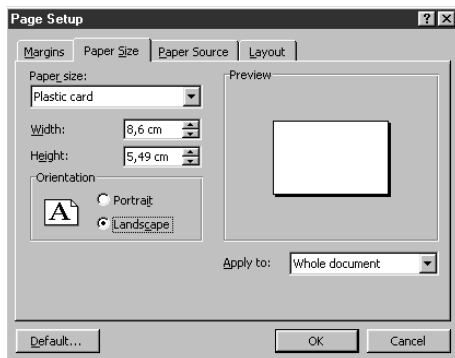 Page Setup
Margins Paper Size Paper Source Layout
Paper size:
Plastic card
Width: 8,6 cm
Height: 5,49 cm
Orientation
A
Portrait
Landscape
Preview
Apply to: Whole document
Default... OK Cancel